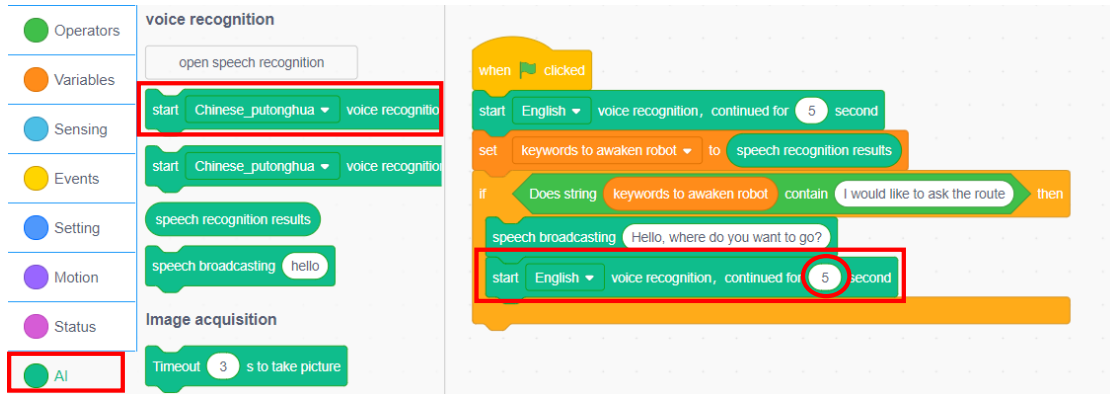 Operators
Variables
Sensing
Events
Setting
Motion
Status
AI
voice recognition
open speech recognition
start Chinese_putonghua voice recognitio
start Chinese_putonghua voice recognition
speech recognition results
speech broadcasting hello
Image acquisition
Timeout 3 s to take picture
when clicked
start English voice recognition, continued for 5 second
set keywords to awaken robot to speech recognition results
if Does string keywords to awaken robot contain I would like to ask the route then
speech broadcasting Hello, where do you want to go?
start English voice recognition, continued for 5 second